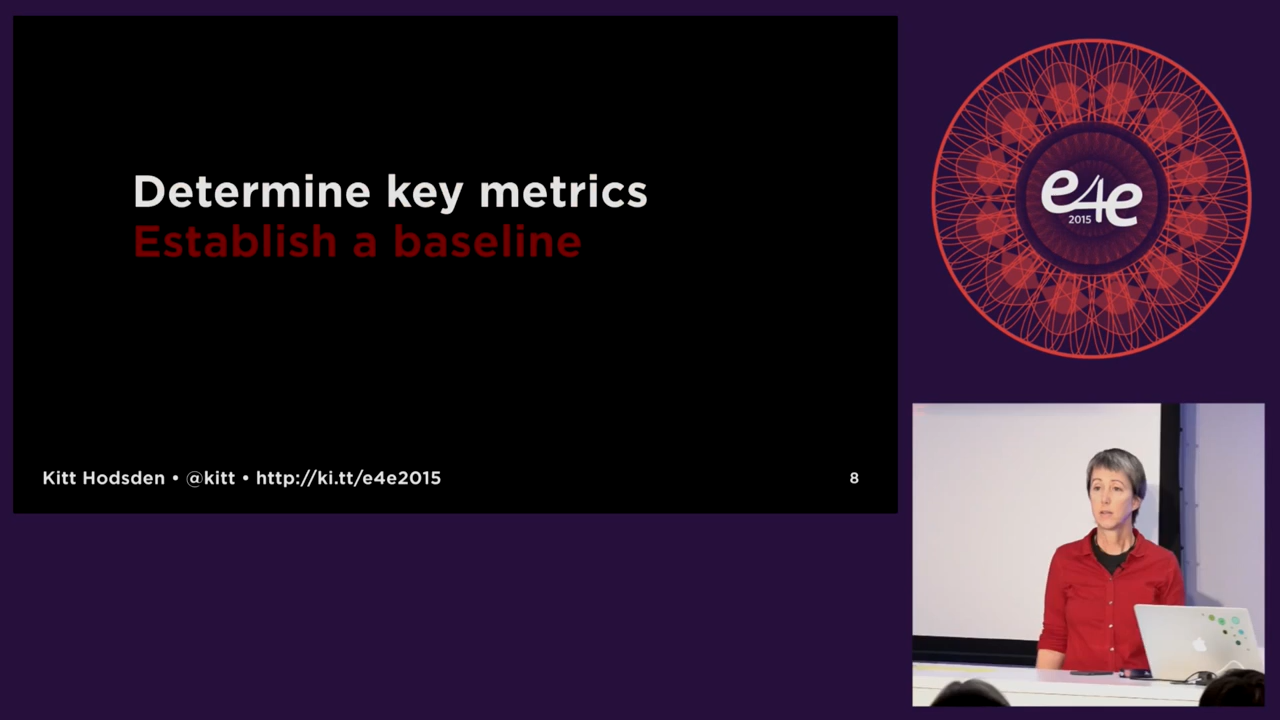 Determine key metrics
Establish a baseline
Kitt Hodsden • @kitt • http://ki.tt/e4e2015
8
e4e
2015